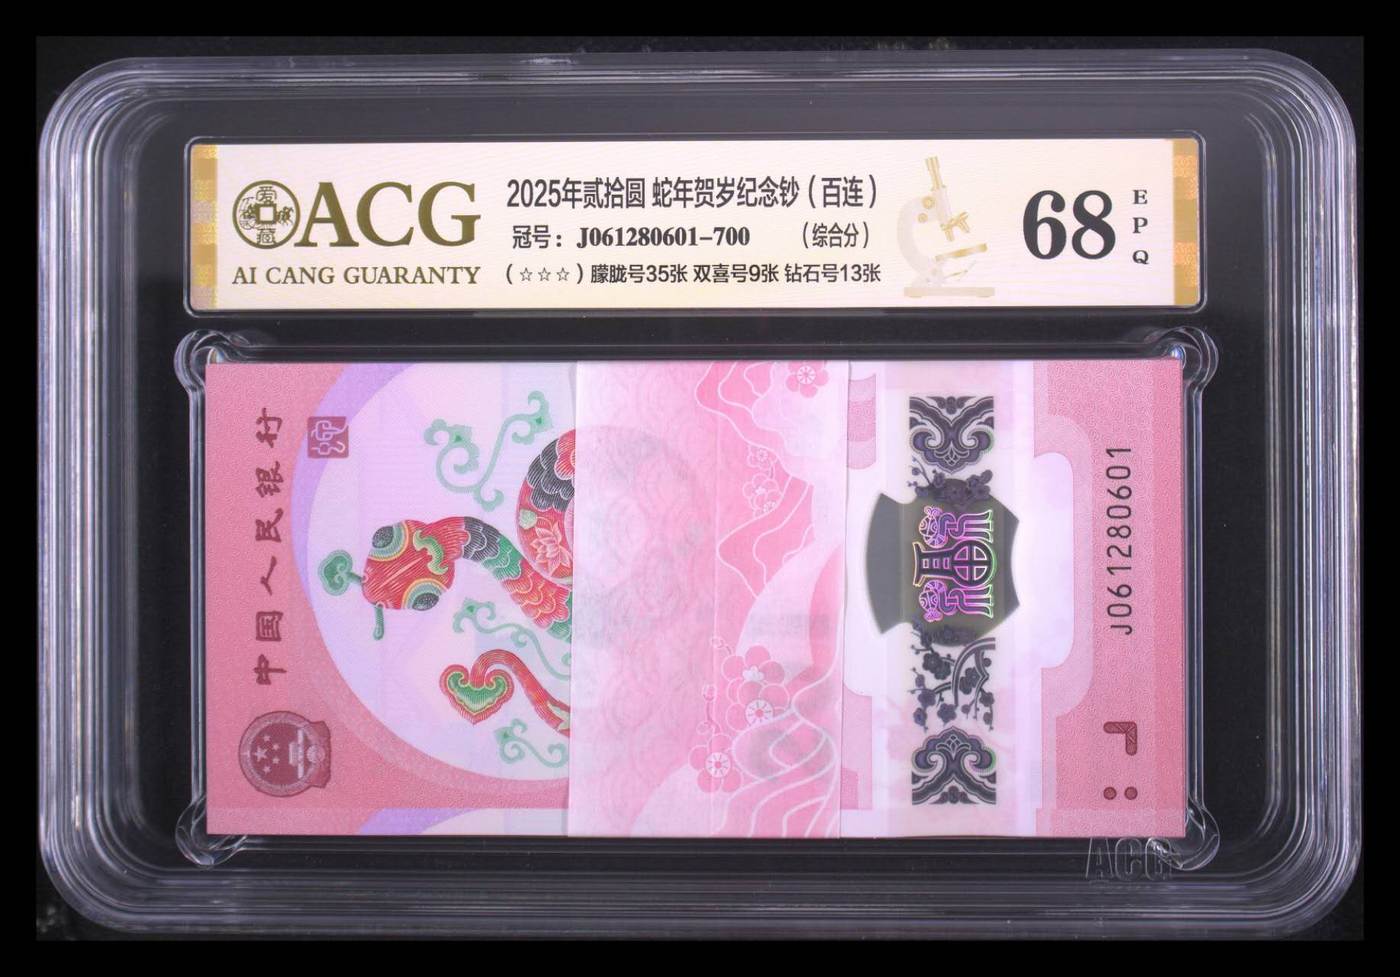 ACG
AI CANG GUARANTY
2025年贰拾圆 蛇年贺岁纪念钞（百连）
冠号：J061280601-700 （综合分）
（☆☆☆）朦胧号35张 双喜号9张 钻石号13张
68
EPQ
中国人民银行
J061280601
ACG